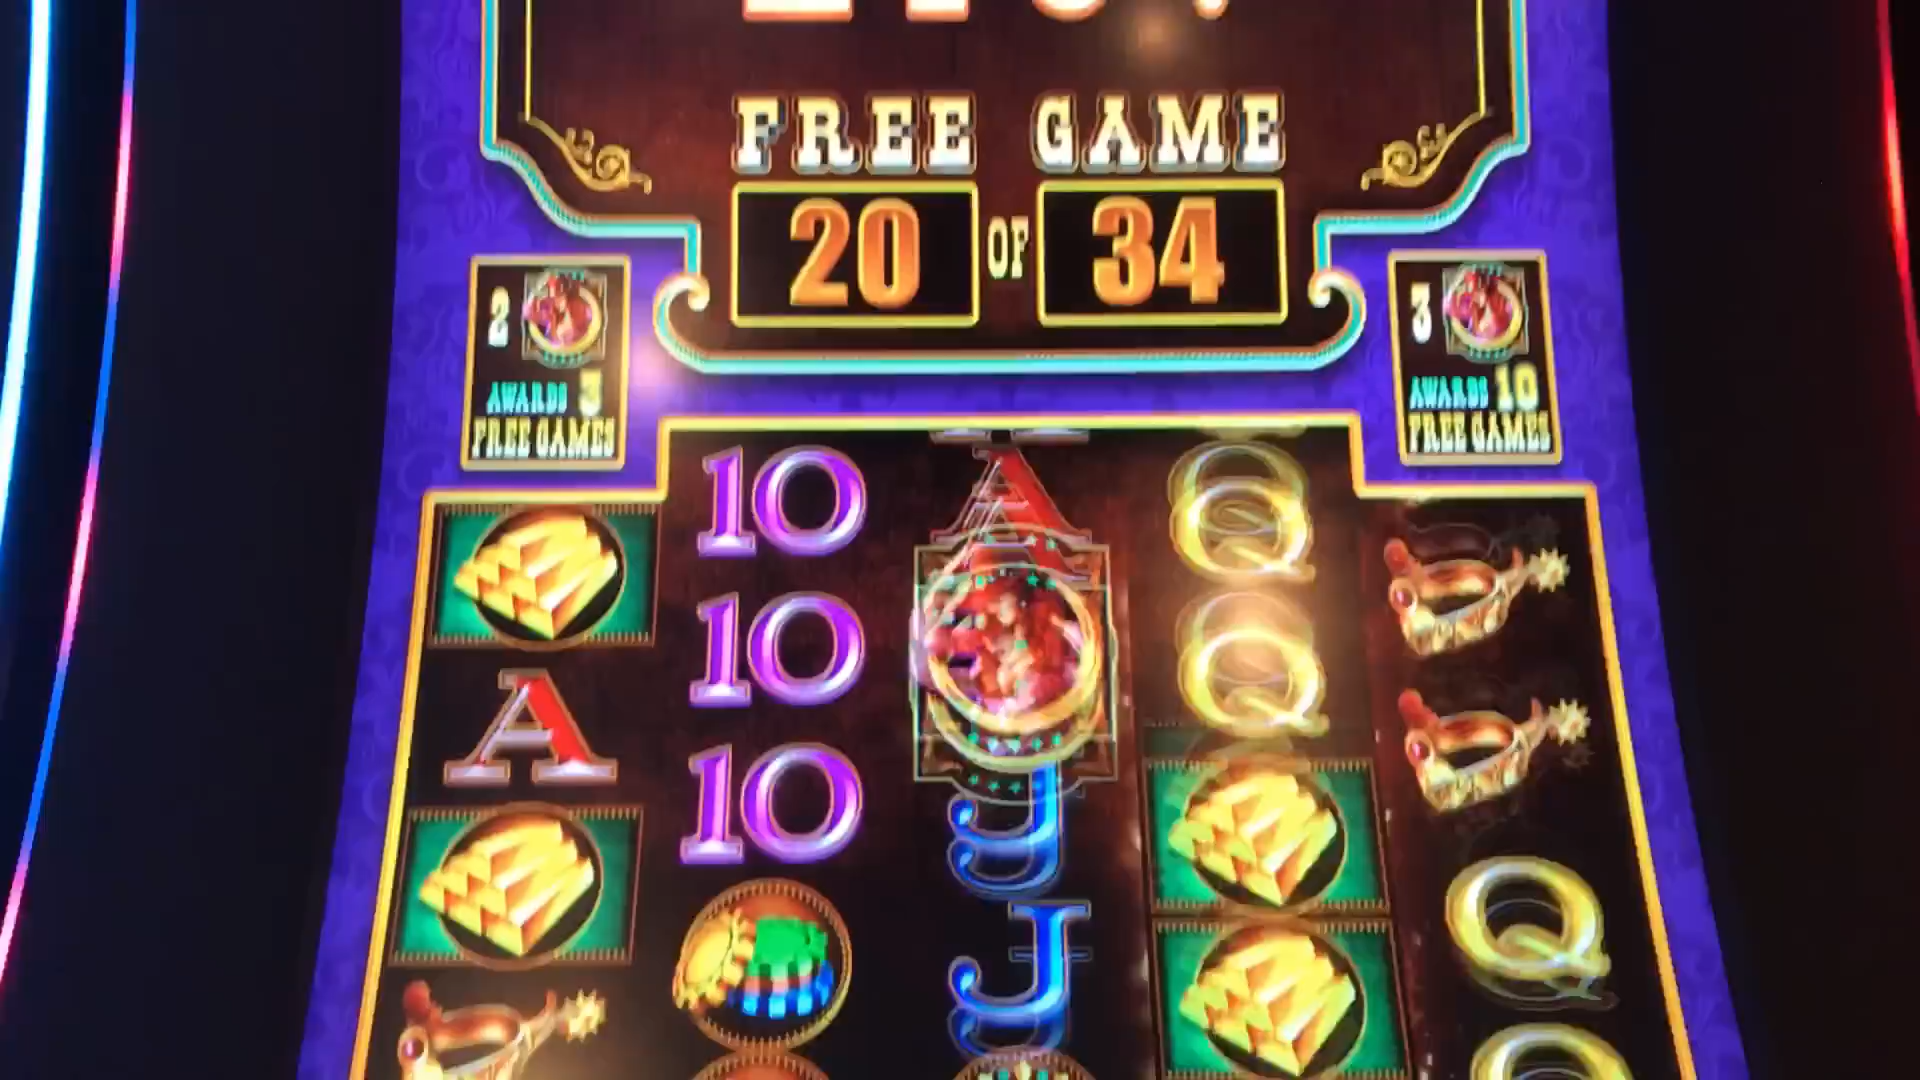 FREE GAME
20 OF 34
2
AWARDS 3
FREE GAMES
3
AWARDS 10
FREE GAMES
10 A Q
10 Q
A
10 J
J Q
Q